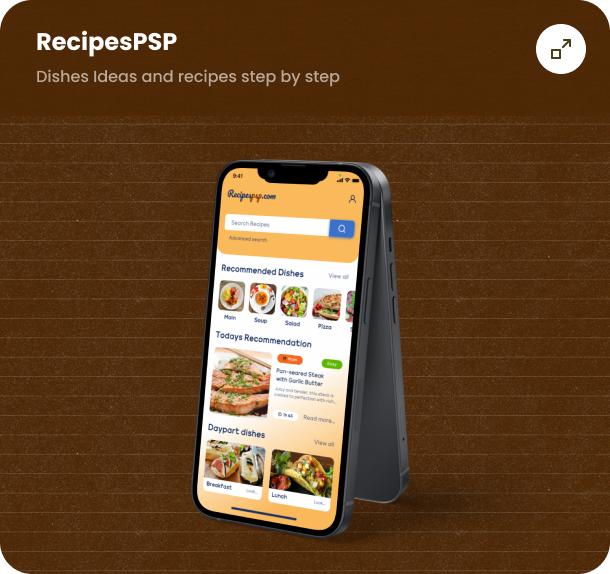 RecipesPSP
Dishes Ideas and recipes step by step
9:41
Recipespsp.com
Search Recipes
Advanced search
Recommended Dishes
View all
Main
Soup
Salad
Pizza
Todays Recommendation
Main
Easy
Pan-seared Steak
with Garlic Butter
Juicy and tender, this steak is
cooked to perfection with rich,
Read more...
Daypart dishes
View all
Breakfast
Look...
Lunch
Look...